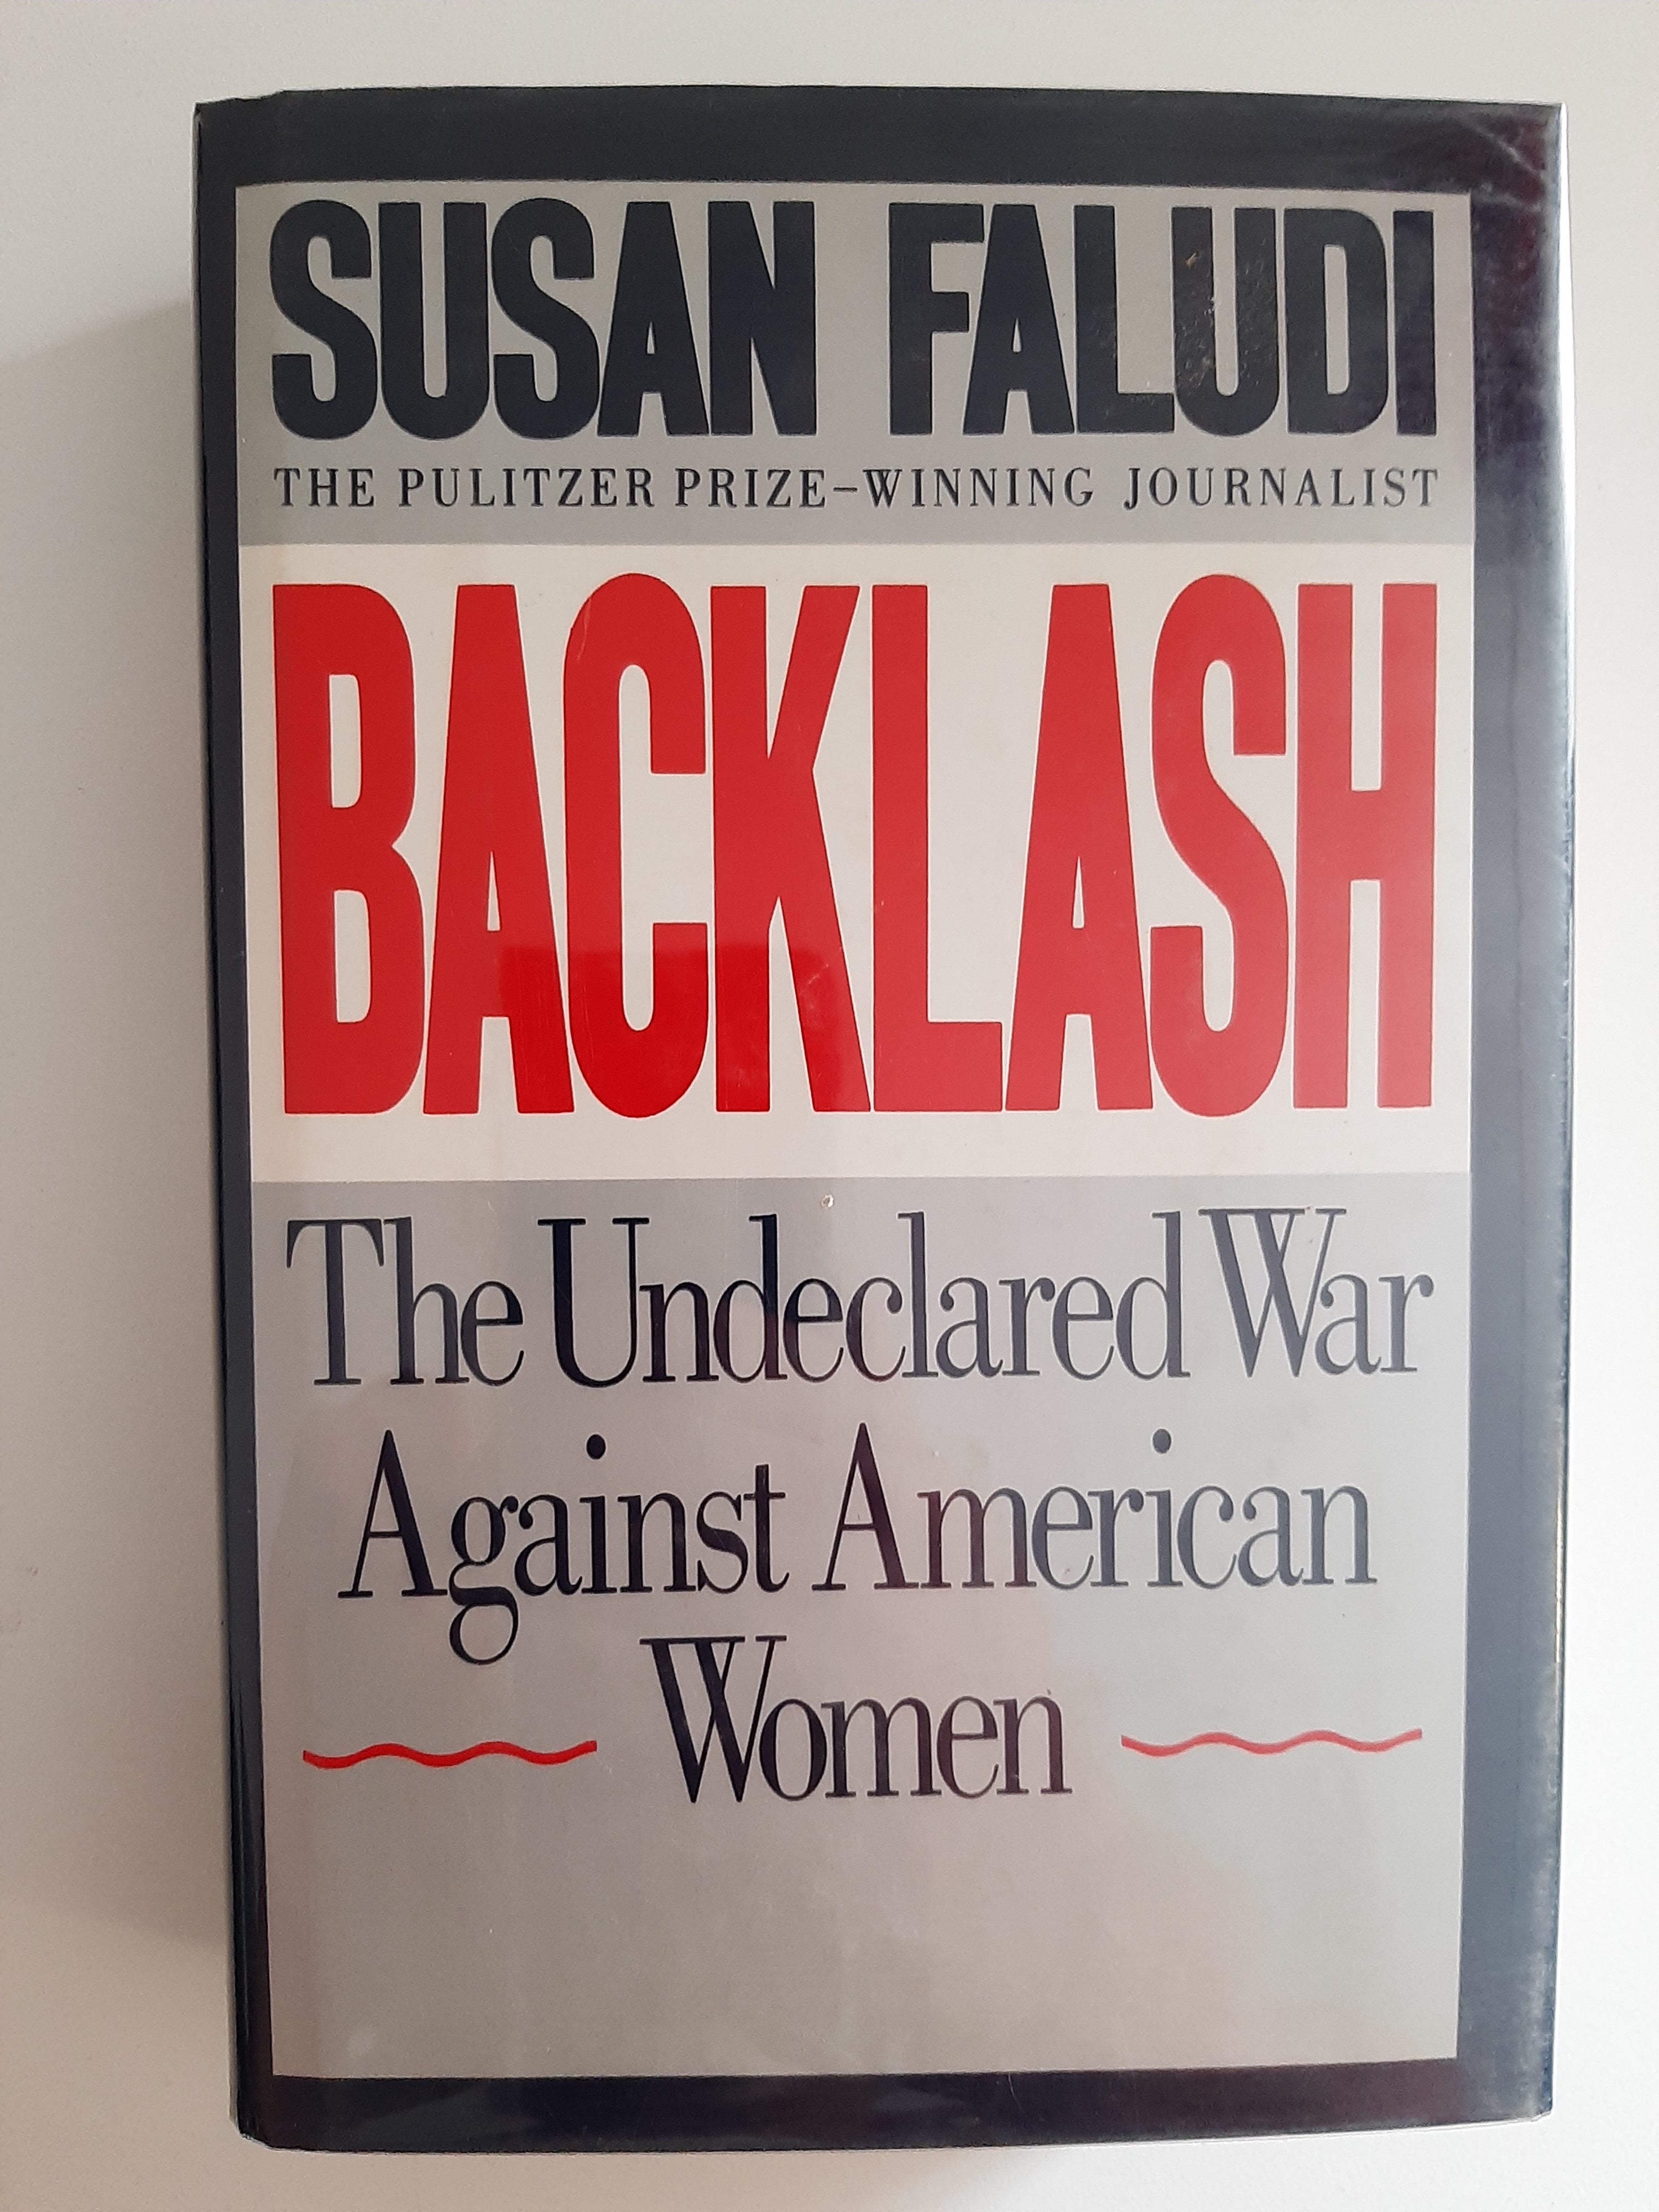 SUSAN FALUDI
THE PULITZER PRIZE–WINNING JOURNALIST
BACKLASH
The Undeclared War
Against American
Women